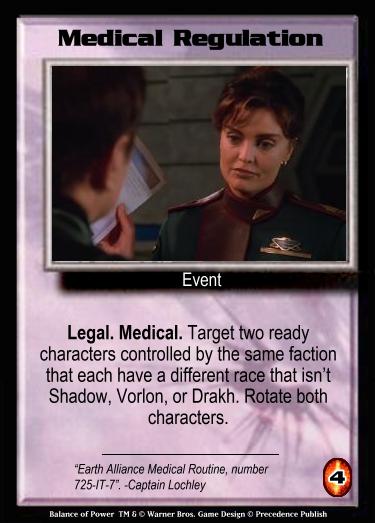 Medical Regulation
Event
Legal. Medical. Target two ready
characters controlled by the same faction
that each have a different race that isn't
Shadow, Vorlon, or Drakh. Rotate both
characters.
“Earth Alliance Medical Routine, number
725-IT-7”. -Captain Lochley
4
Balance of Power TM & © Warner Bros. Game Design © Precedence Publish